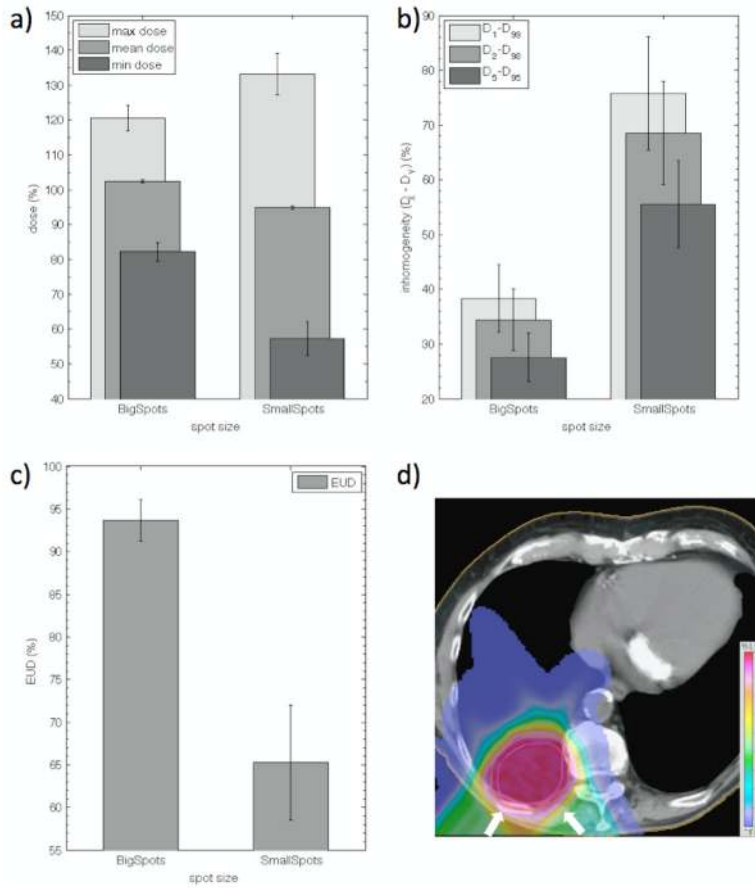 a)
max dose
mean dose
min dose
150
140
130
120
110
100
90
80
70
60
50
40
dose (%)
BigSpots
SmallSpots
spot size
b)
D1-D99
D2-D98
D5-D95
90
80
70
60
50
40
30
20
BigSpots
SmallSpots
spot size
c)
EUD
100
95
90
85
80
75
70
65
60
55
EUD (%)
BigSpots
SmallSpots
spot size
d)